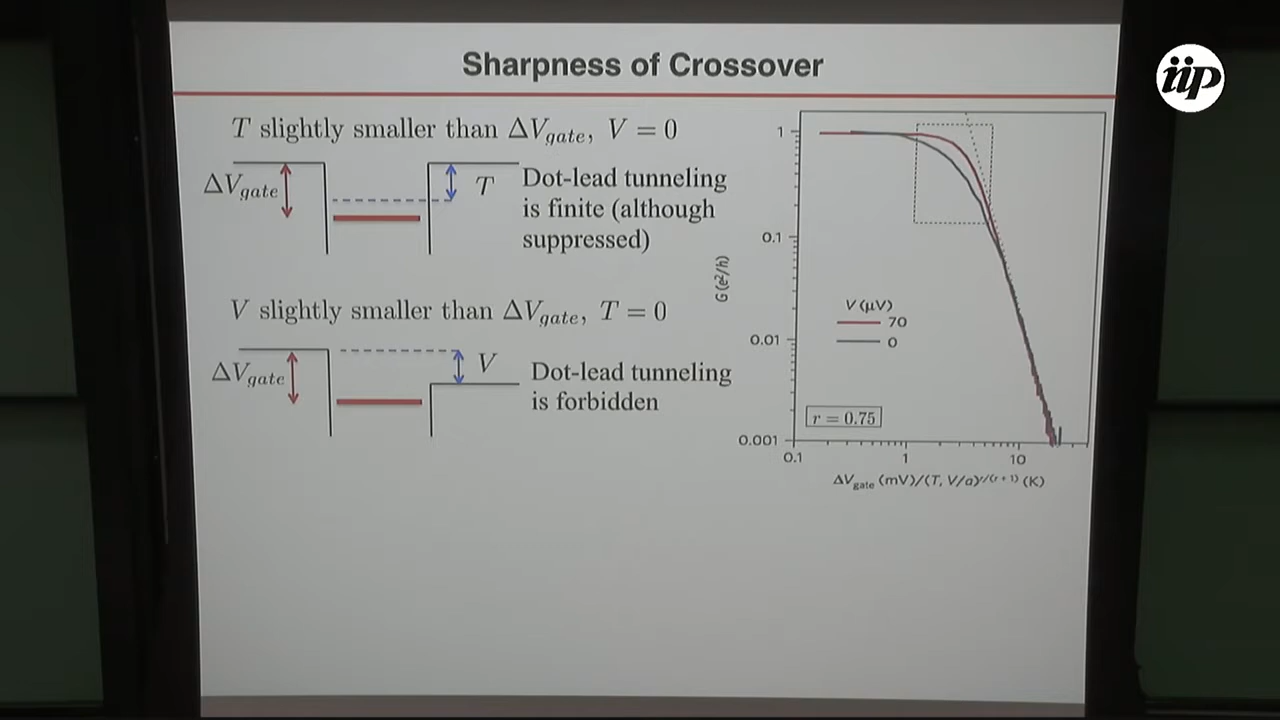 Sharpness of Crossover
iip
T slightly smaller than ΔV_gate, V = 0
ΔV_gate
T
Dot-lead tunneling
is finite (although
suppressed)
V slightly smaller than ΔV_gate, T = 0
ΔV_gate
V
Dot-lead tunneling
is forbidden
1
0.1
0.01
0.001
G (e²/h)
V (μV)
70
0
r = 0.75
0.1
1
10
ΔV_gate (mV)/(T, V/a)^r/(r + 1) (K)